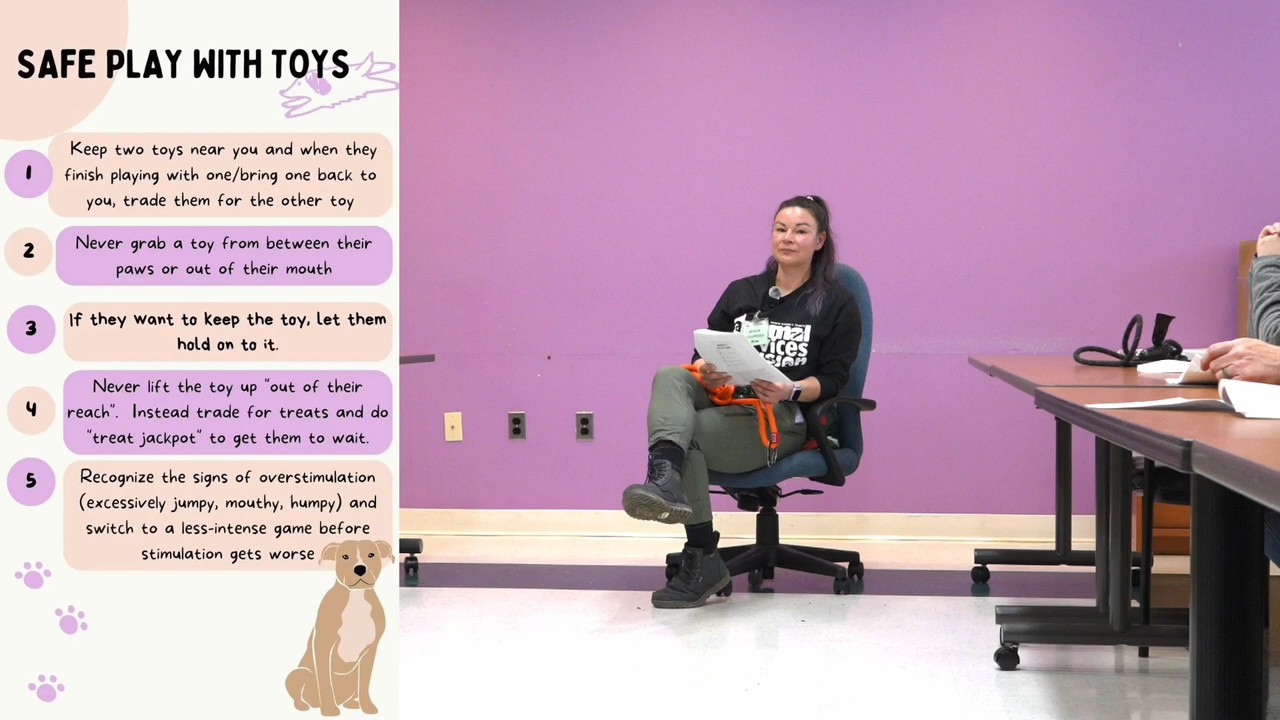 SAFE PLAY WITH TOYS
1
Keep two toys near you and when they
finish playing with one/bring one back to
you, trade them for the other toy
2
Never grab a toy from between their
paws or out of their mouth
3
If they want to keep the toy, let them
hold on to it.
4
Never lift the toy up "out of their
reach". Instead trade for treats and do
"treat jackpot" to get them to wait.
5
Recognize the signs of overstimulation
(excessively jumpy, mouthy, humpy) and
switch to a less-intense game before
stimulation gets worse